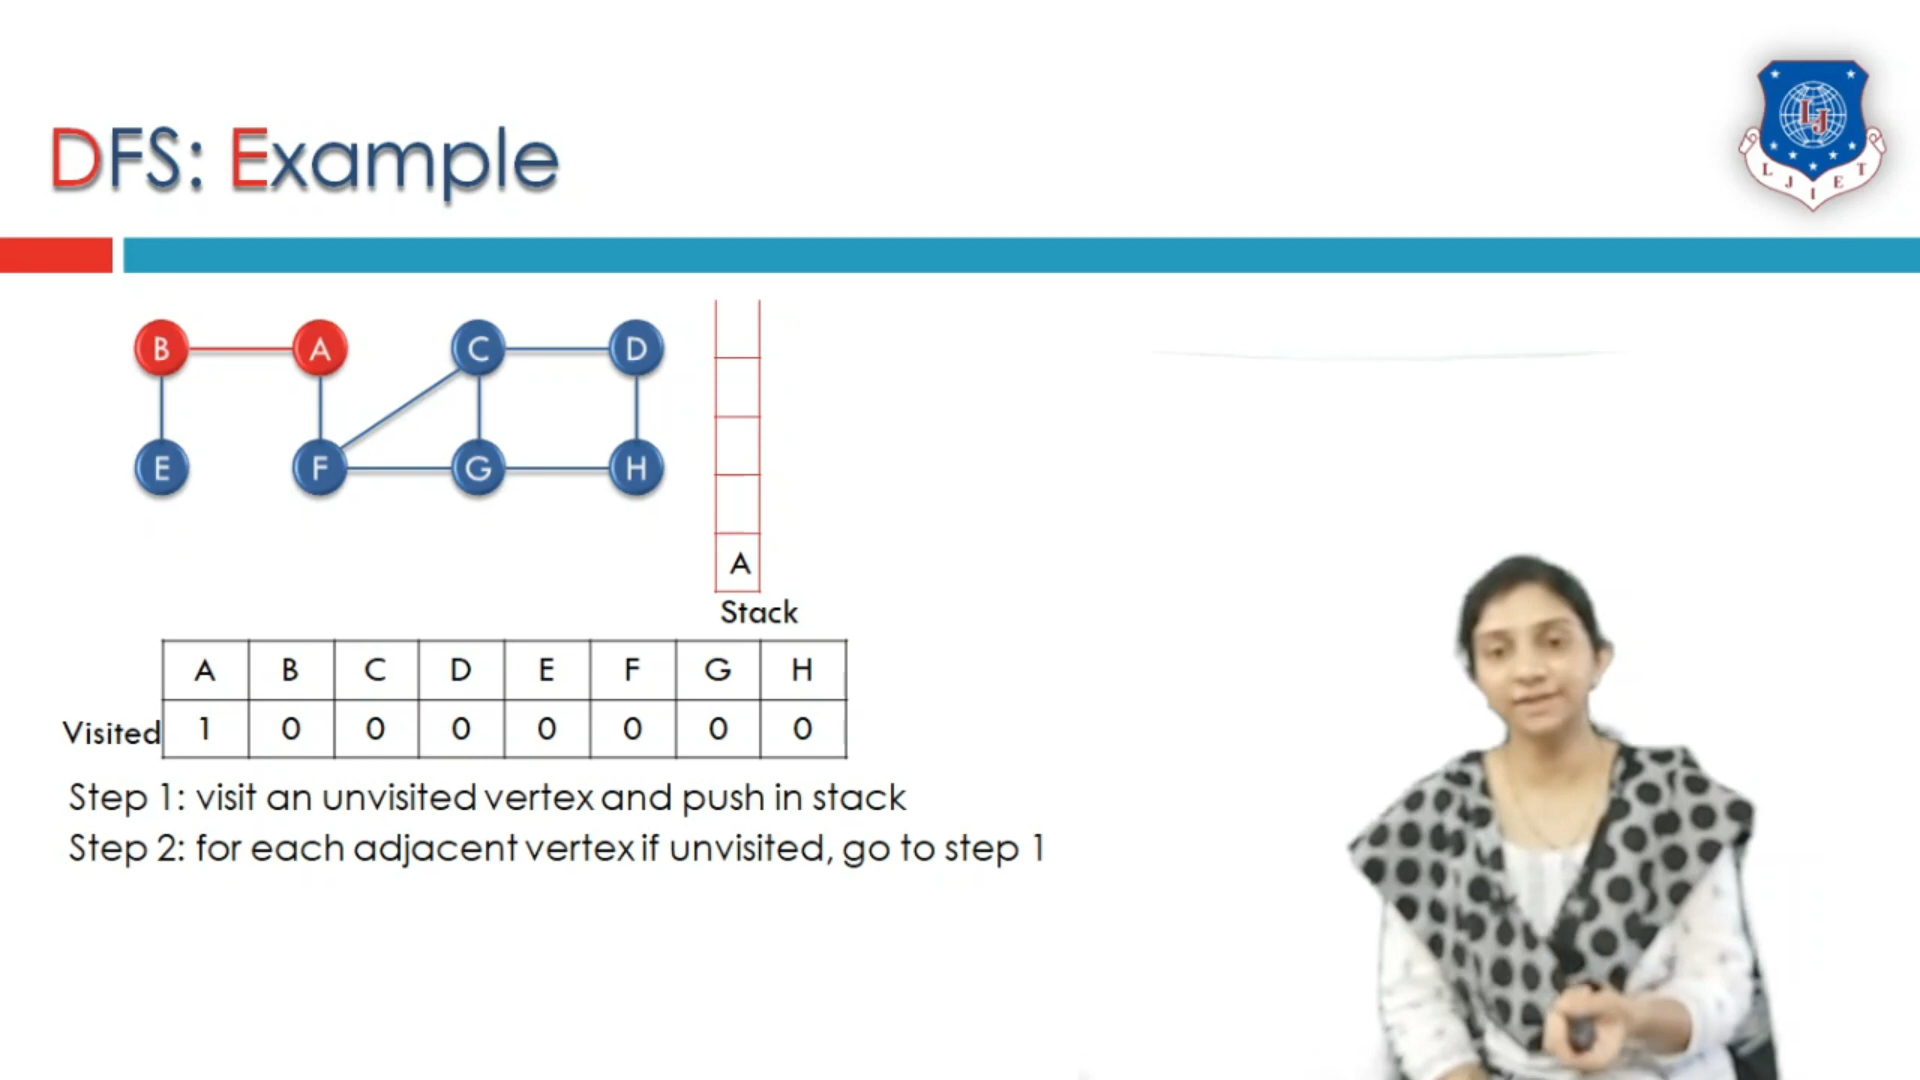 DFS: Example
L J I E T
LJ
B A C D
E F G H
A
Stack
A B C D E F G H
Visited 1 0 0 0 0 0 0 0
Step 1: visit an unvisited vertex and push in stack
Step 2: for each adjacent vertex if unvisited, go to step 1